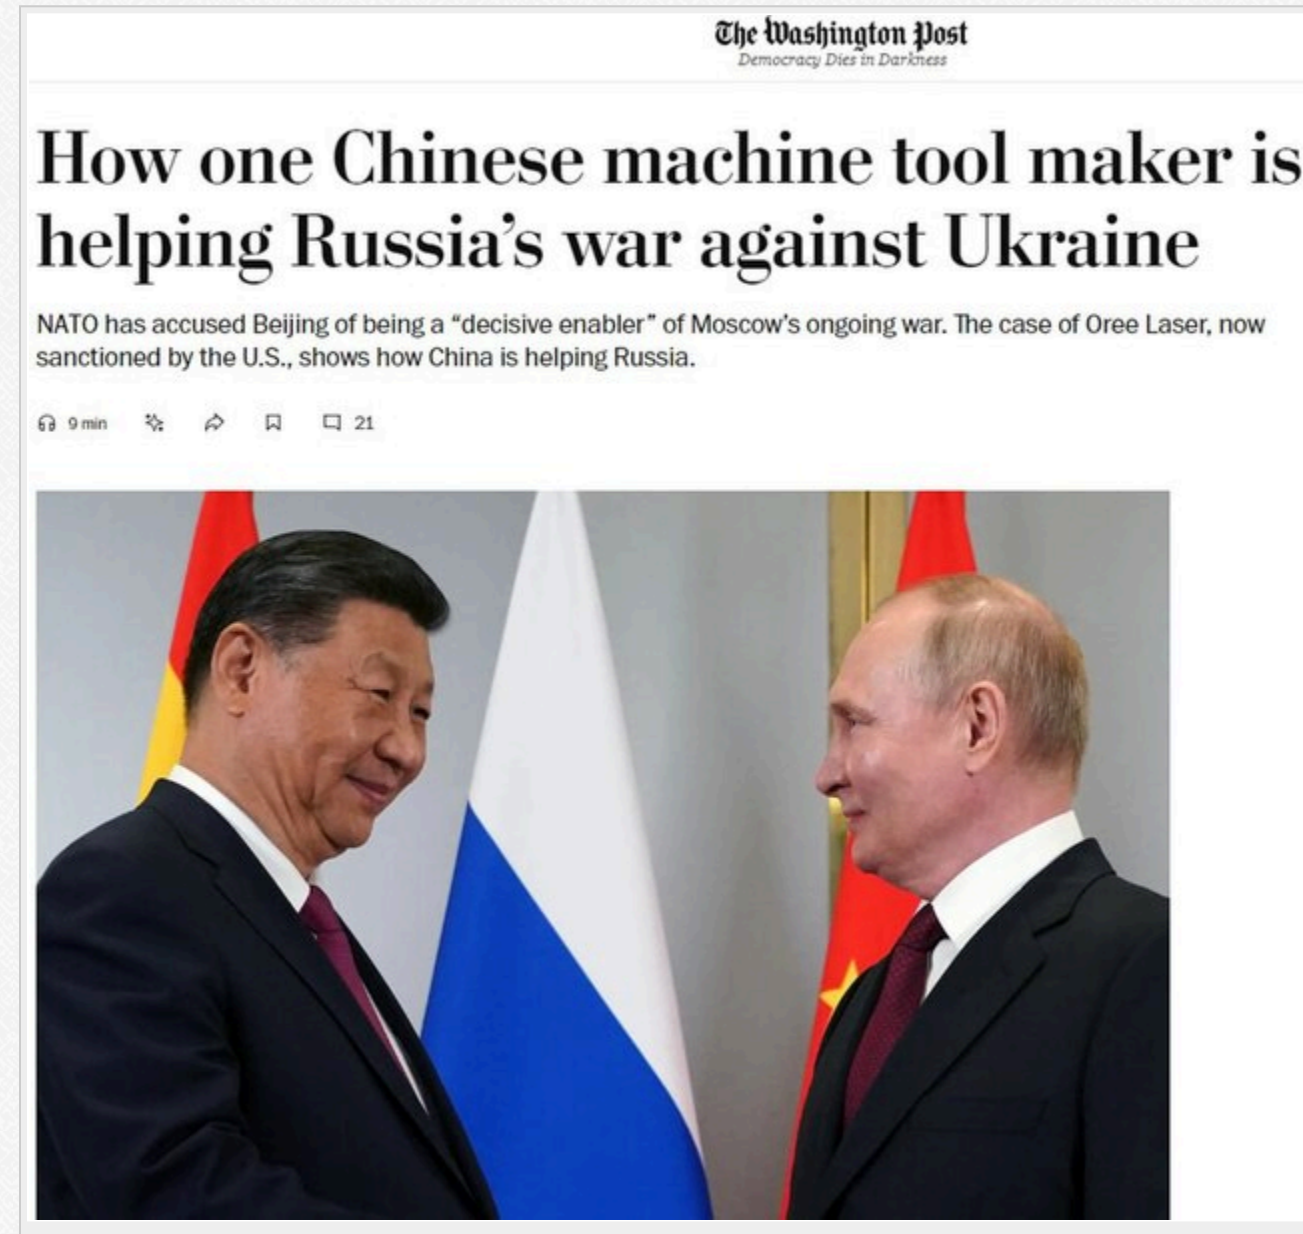 The Washington Post
Democracy Dies in Darkness
How one Chinese machine tool maker is
helping Russia’s war against Ukraine
NATO has accused Beijing of being a “decisive enabler” of Moscow’s ongoing war. The case of Oree Laser, now
sanctioned by the U.S., shows how China is helping Russia.
9 min 21